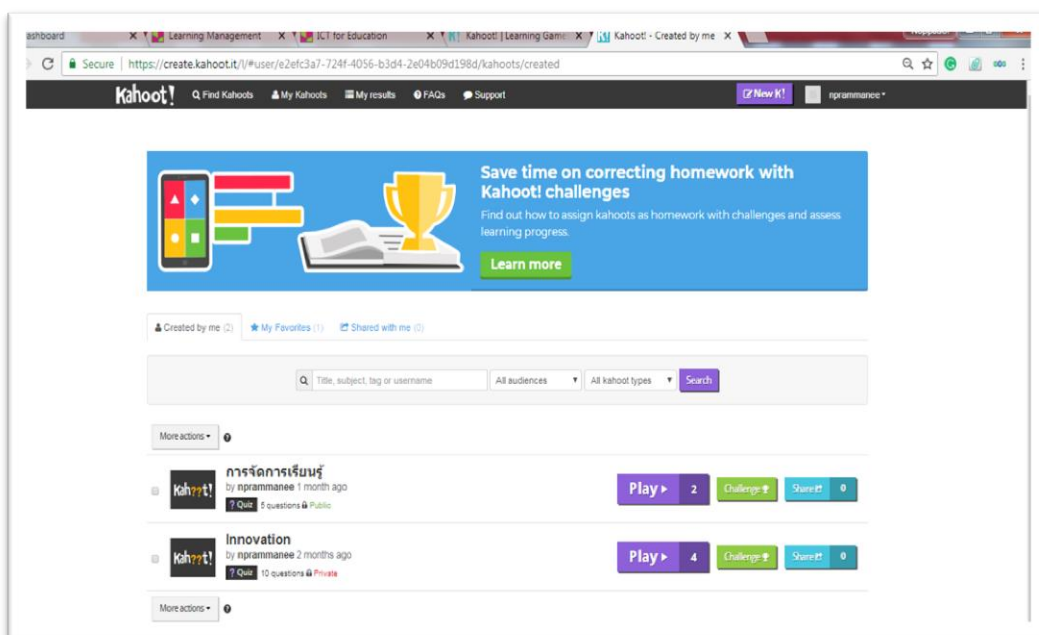 ashboard
Learning Management
ICT for Education
Kahoot! | Learning Game
Kahoot! - Created by me
Secure | https://create.kahoot.it/l/#user/e2efc3a7-724f-4056-b3d4-2e04b09d198d/kahoots/created
Kahoot! Find Kahoots My Kahoots My results FAQs Support New K! nprammanee
Save time on correcting homework with
Kahoot! challenges
Find out how to assign kahoots as homework with challenges and assess
learning progress.
Learn more
Created by me (2) My Favorites (1) Shared with me (0)
Title, subject, tag or username All audiences All kahoot types Search
More actions
การจัดการเรียนรู้
Kah??t! by nprammanee 1 month ago Play 2 Challenge Share 0
? Quiz 5 questions Public
Innovation
Kah??t! by nprammanee 2 months ago Play 4 Challenge Share 0
? Quiz 10 questions Private
More actions